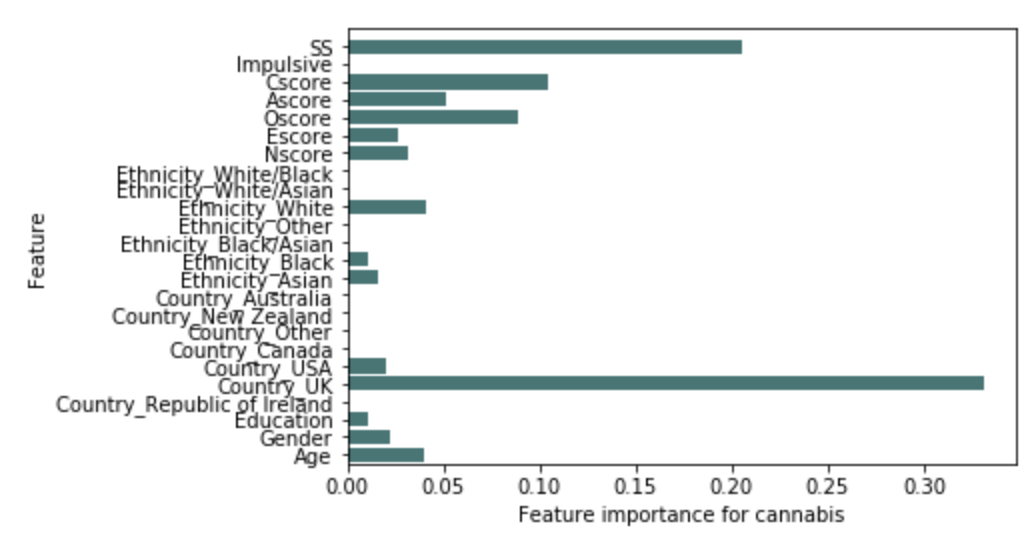 SS
Impulsive
Cscore
Ascore
Oscore
Escore
Nscore
Ethnicity_White/Black
Ethnicity_White/Asian
Ethnicity_White
Ethnicity_Other
Ethnicity_Black/Asian
Ethnicity_Black
Ethnicity_Asian
Country_Australia
Country_New Zealand
Country_Other
Country_Canada
Country_USA
Country_UK
Country_Republic of Ireland
Education
Gender
Age
Feature
0.00 0.05 0.10 0.15 0.20 0.25 0.30
Feature importance for cannabis